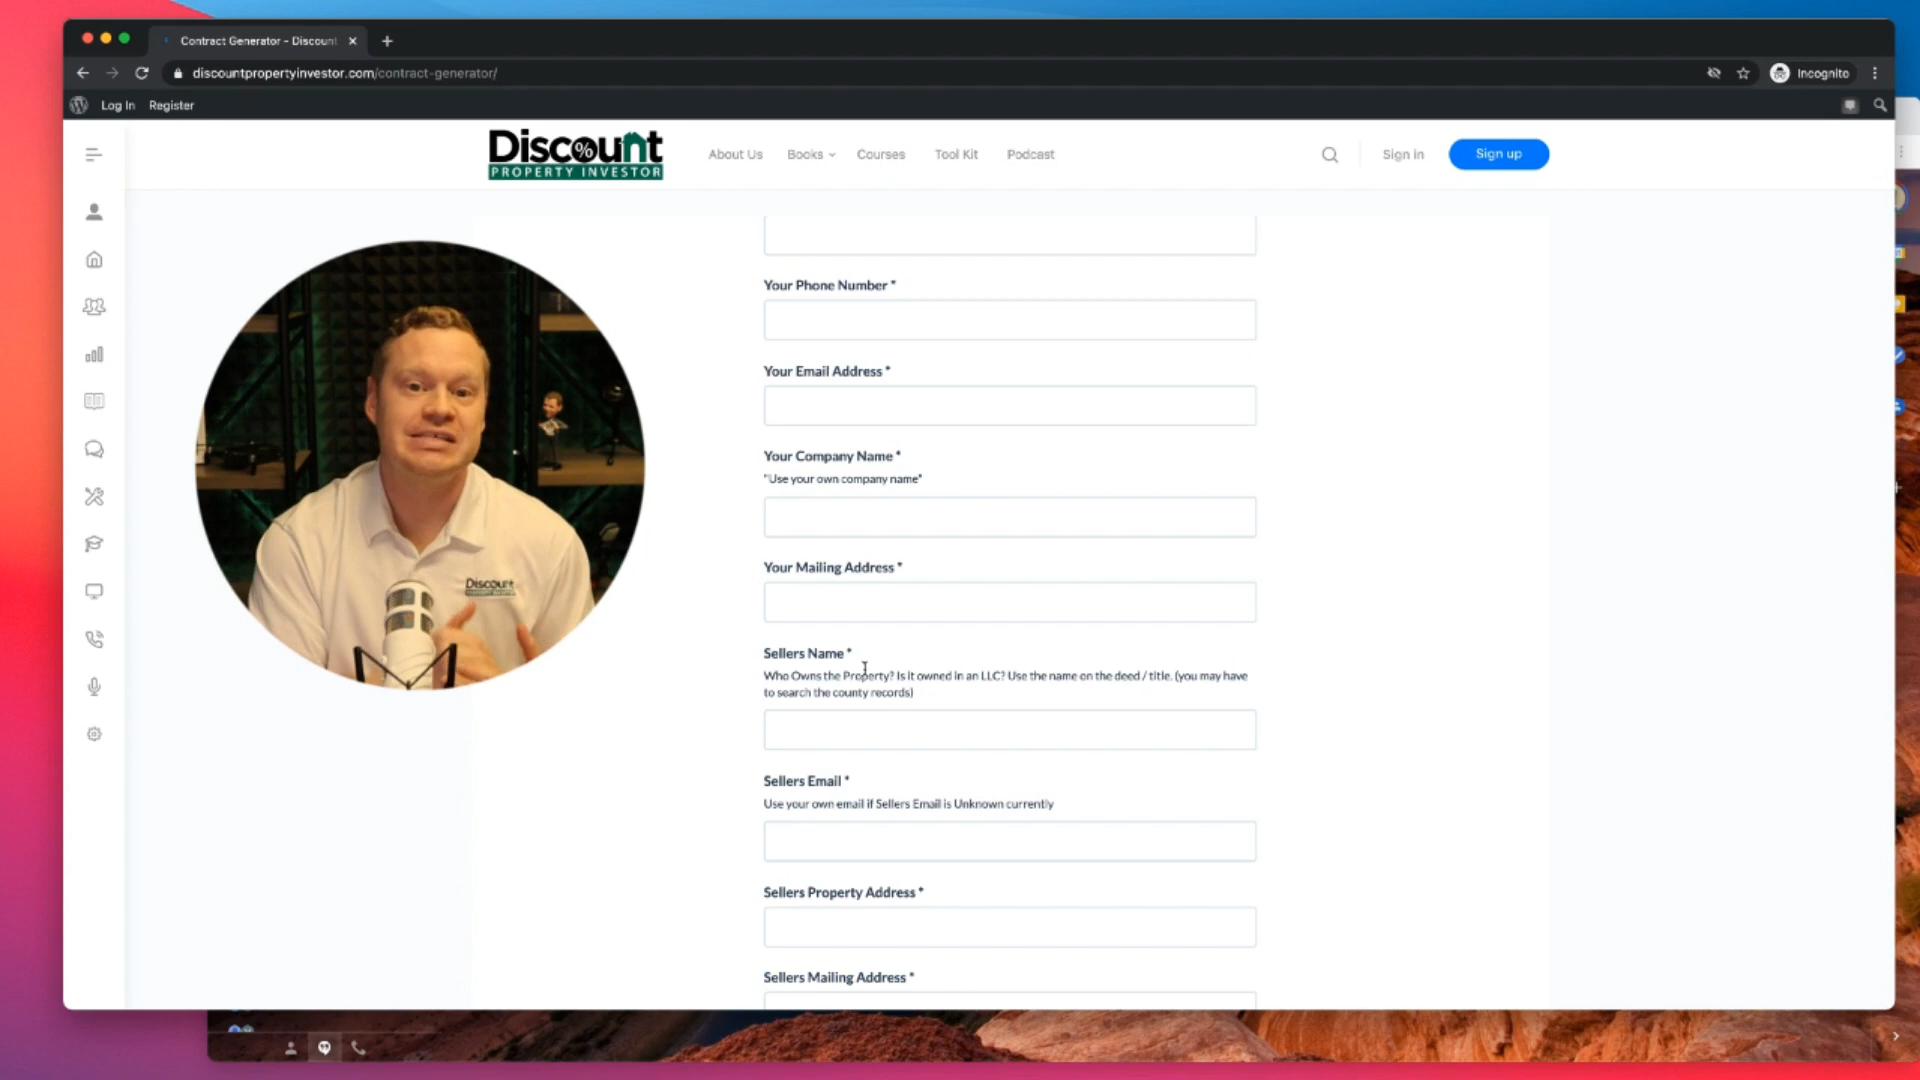 Contract Generator - Discount
discountpropertyinvestor.com/contract-generator/
Incognito
Log In Register
Discount
PROPERTY INVESTOR
About Us Books Courses Tool Kit Podcast
Sign in Sign up
Your Phone Number *
Your Email Address *
Your Company Name *
"Use your own company name"
Your Mailing Address *
Sellers Name *
Who Owns the Property? Is it owned in an LLC? Use the name on the deed / title. (you may have
to search the county records)
Sellers Email *
Use your own email if Sellers Email is Unknown currently
Sellers Property Address *
Sellers Mailing Address *
Discount
PROPERTY INVESTOR